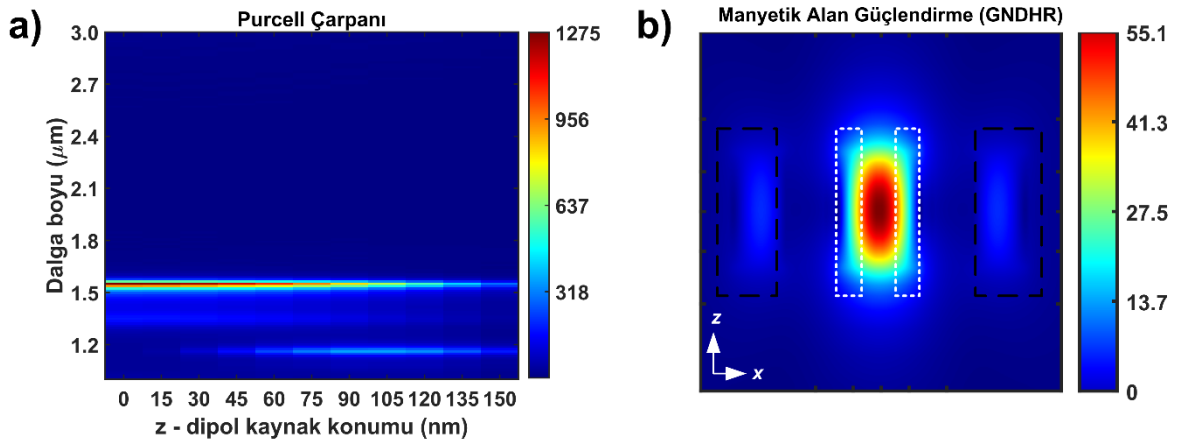 a)
Purcell Çarpanı
3.0
2.7
2.4
2.1
1.8
1.5
1.2
Dalga boyu (μm)
0 15 45 60 75 90 105 120 135 150
z - dipol kaynak konumu (nm)
1275
956
637
318
b)
Manyetik Alan Güçlendirme (GNDHR)
z
x
55.1
41.3
27.5
13.7
0